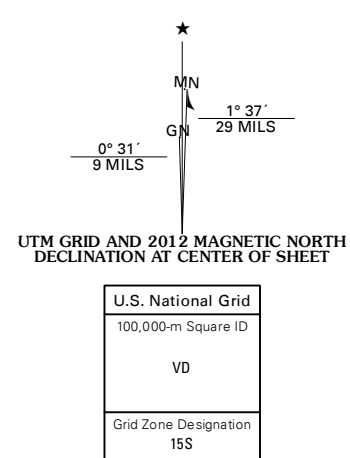 ★
MN
1° 37´
29 MILS
GN
0° 31´
9 MILS
UTM GRID AND 2012 MAGNETIC NORTH
DECLINATION AT CENTER OF SHEET
U.S. National Grid
100,000-m Square ID
VD
Grid Zone Designation
15S